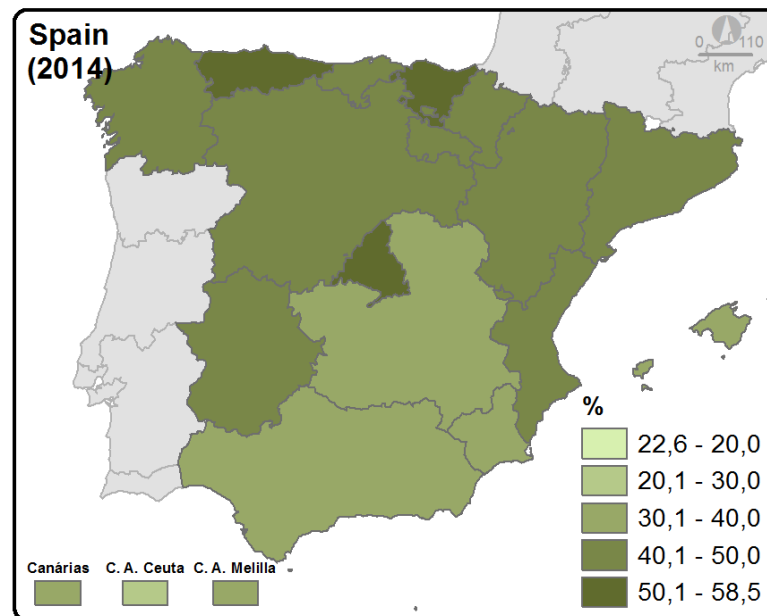 Spain
(2014)
0 110
km
%
22,6 - 20,0
20,1 - 30,0
30,1 - 40,0
40,1 - 50,0
50,1 - 58,5
Canárias C. A. Ceuta C. A. Melilla